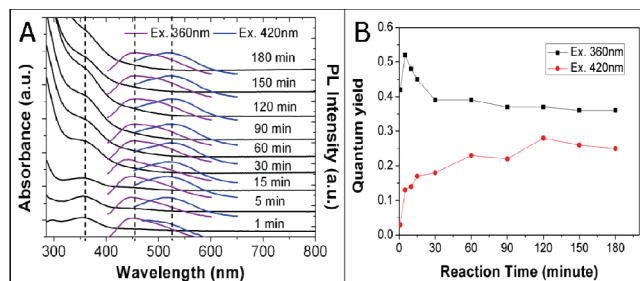 A
Ex. 360nm
Ex. 420nm
180 min
150 min
120 min
90 min
60 min
30 min
15 min
5 min
1 min
Absorbance (a.u.)
PL Intensity (a.u.)
300 400 500 600 700 800
Wavelength (nm)
B
Ex. 360nm
Ex. 420nm
0.6
0.5
0.4
0.3
0.2
0.1
0.0
Quantum yield
0 30 60 90 120 150 180
Reaction Time (minute)